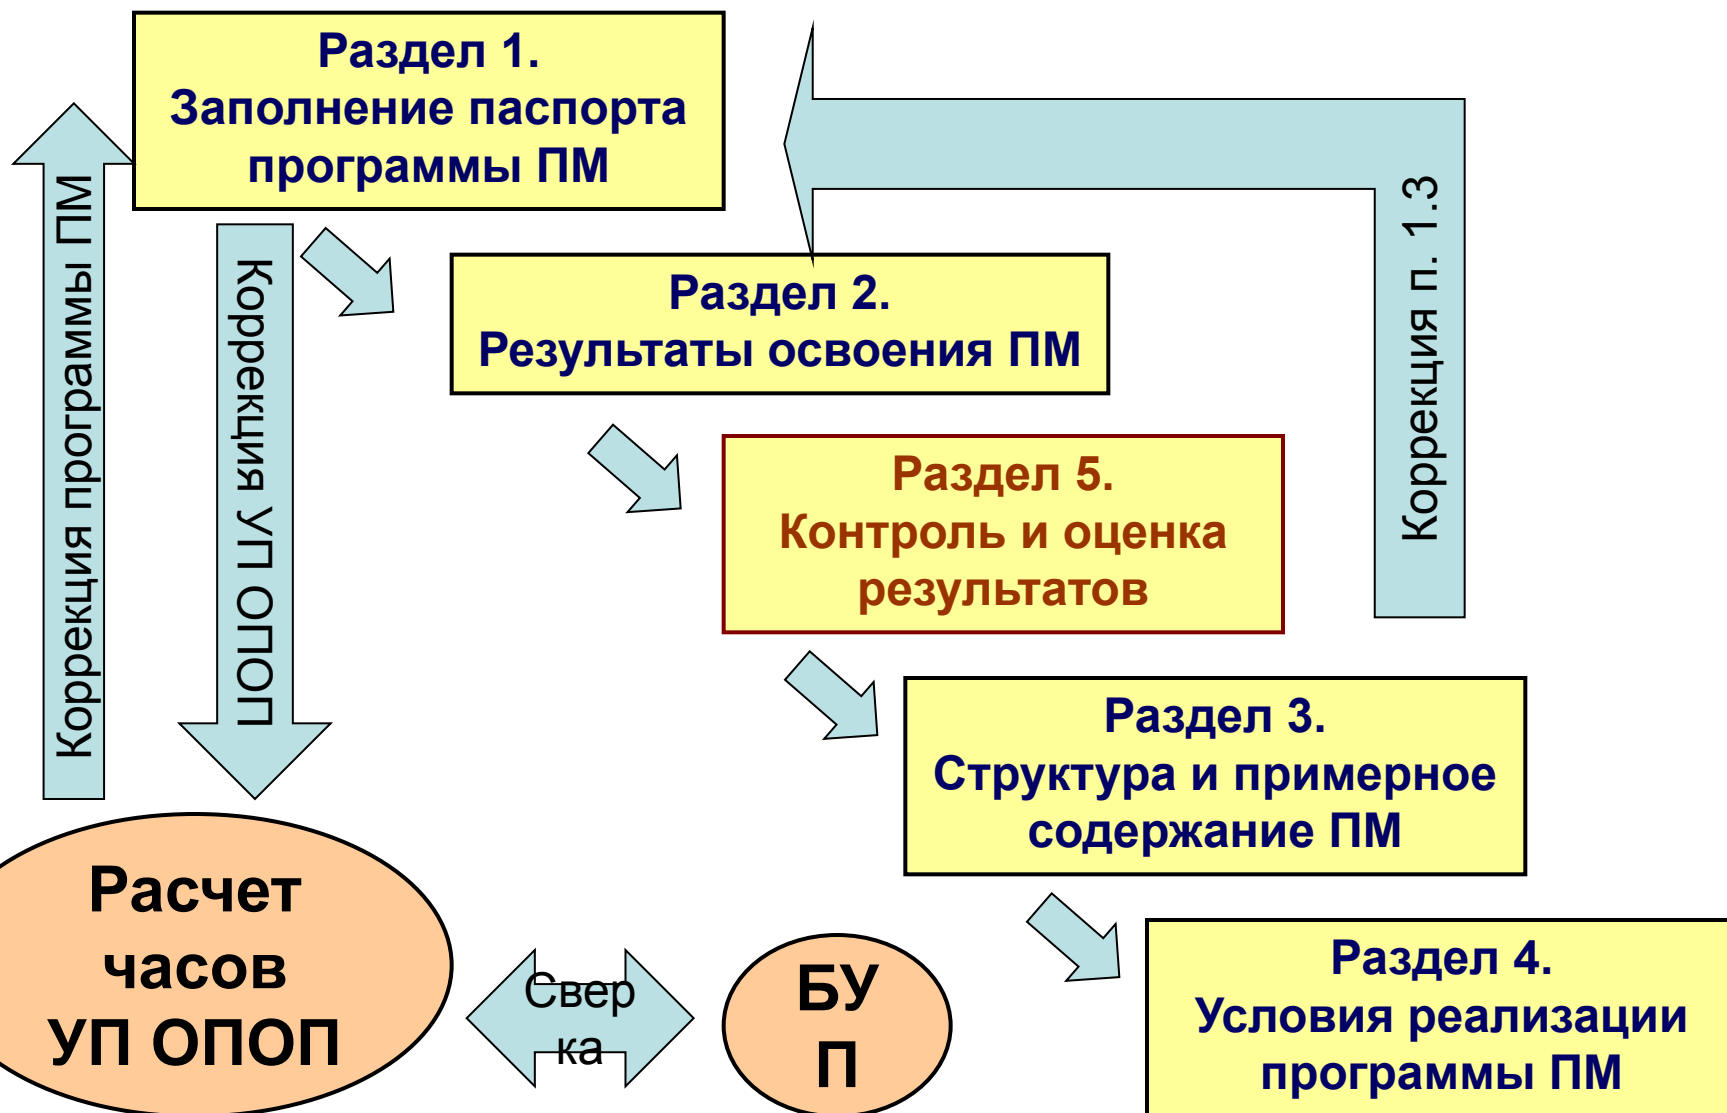 Раздел 1.
Заполнение паспорта
программы ПМ
Коррекция программы ПМ
Коррекция УП ОПОП
Коррекция п. 1.3
Раздел 2.
Результаты освоения ПМ
Раздел 5.
Контроль и оценка
результатов
Раздел 3.
Структура и примерное
содержание ПМ
Расчет
часов
УП ОПОП
Свер
ка
БУ
П
Раздел 4.
Условия реализации
программы ПМ